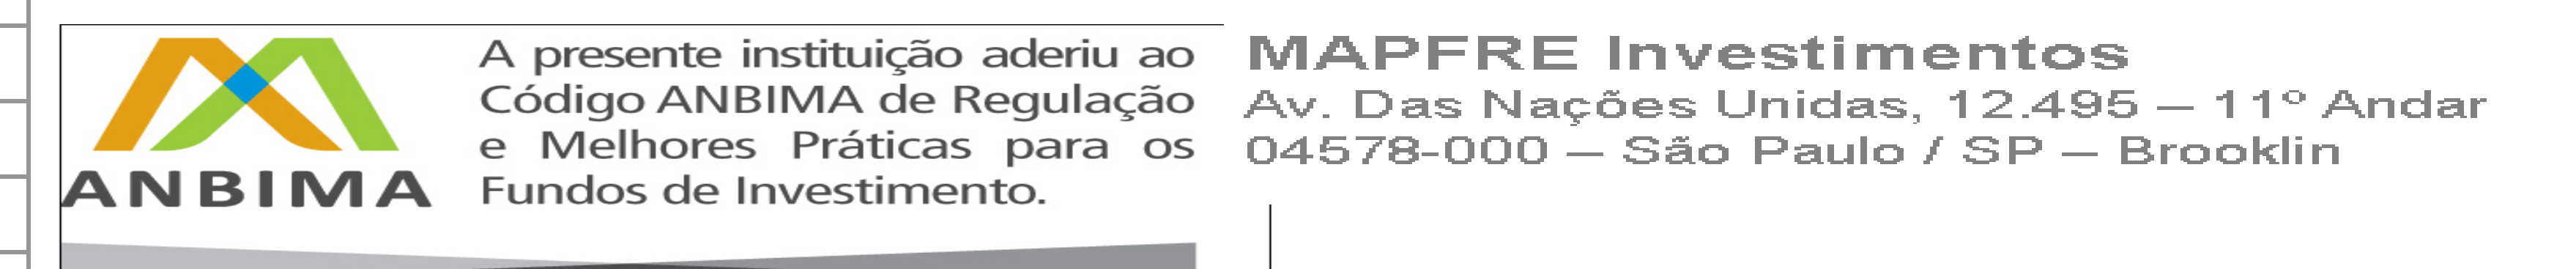 A presente instituição aderiu ao
Código ANBIMA de Regulação
e Melhores Práticas para os
Fundos de Investimento.
ANBIMA
MAPFRE Investimentos
Av. Das Nações Unidas, 12.495 – 11º Andar
04578-000 – São Paulo / SP – Brooklin